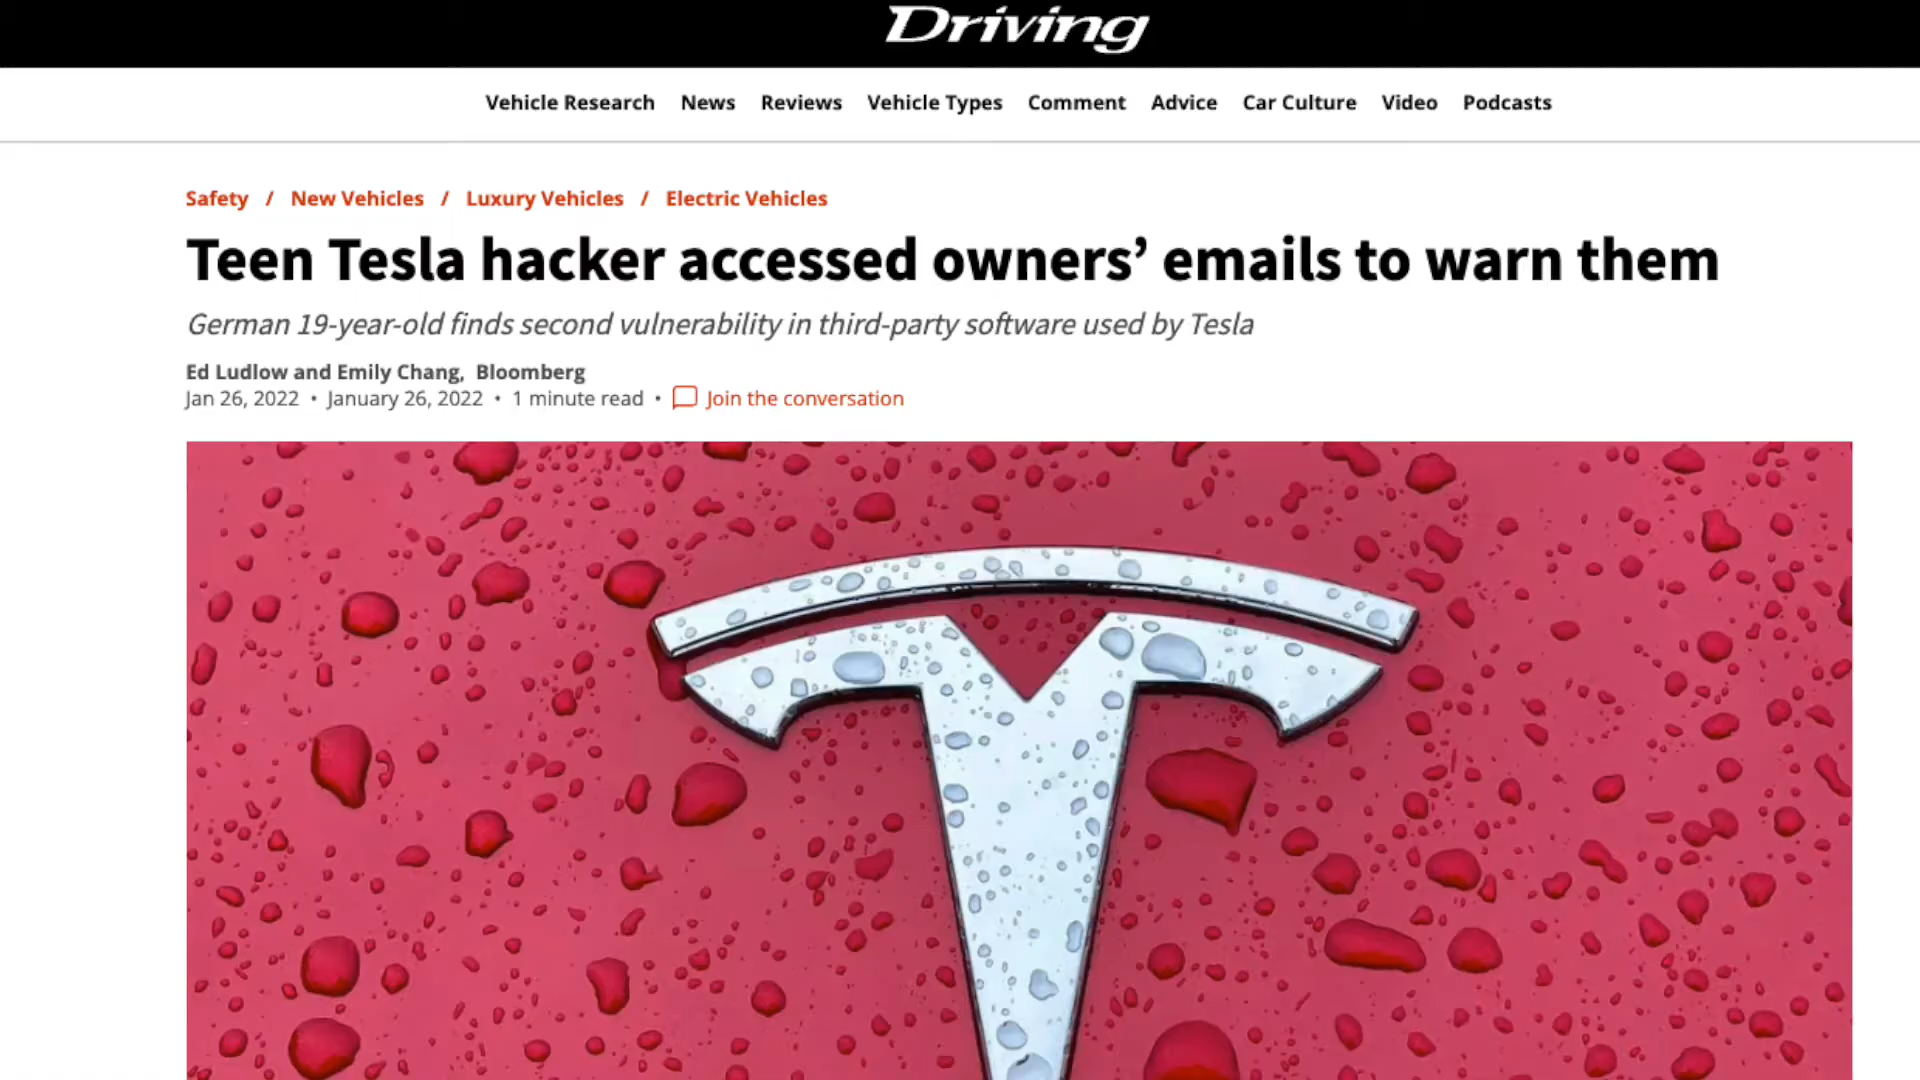 Driving
Vehicle Research News Reviews Vehicle Types Comment Advice Car Culture Video Podcasts
Safety / New Vehicles / Luxury Vehicles / Electric Vehicles
Teen Tesla hacker accessed owners’ emails to warn them
German 19-year-old finds second vulnerability in third-party software used by Tesla
Ed Ludlow and Emily Chang, Bloomberg
Jan 26, 2022 • January 26, 2022 • 1 minute read • Join the conversation